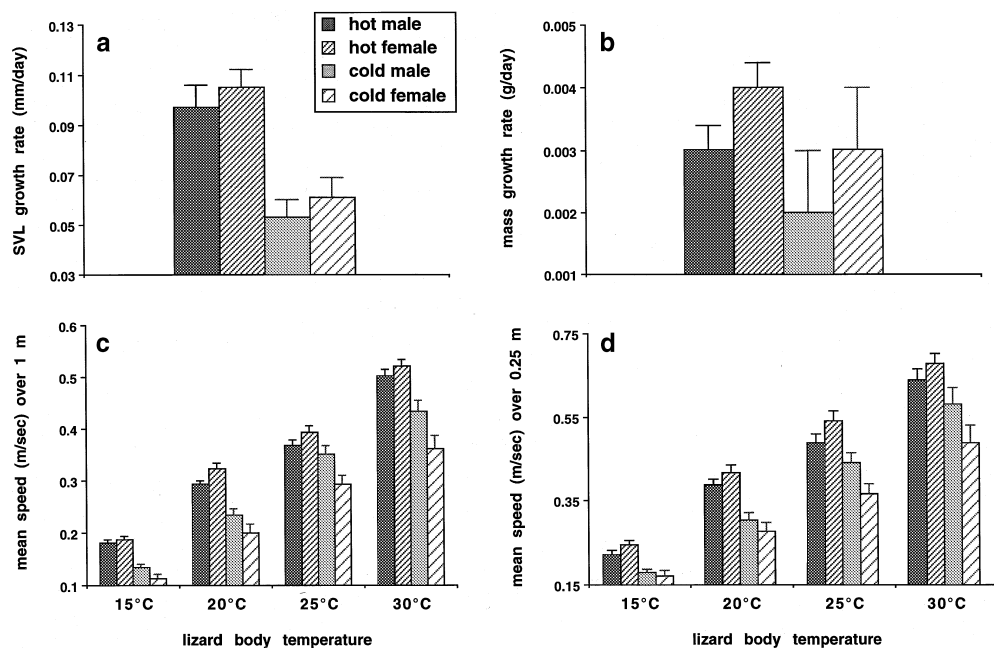 a
SVL growth rate (mm/day)
0.13
0.11
0.09
0.07
0.05
0.03
hot male
hot female
cold male
cold female
b
mass growth rate (g/day)
0.005
0.004
0.003
0.002
0.001
c
mean speed (m/sec) over 1 m
0.6
0.5
0.4
0.3
0.2
0.1
15°C 20°C 25°C 30°C
lizard body temperature
d
mean speed (m/sec) over 0.25 m
0.75
0.55
0.35
0.15
15°C 20°C 25°C 30°C
lizard body temperature